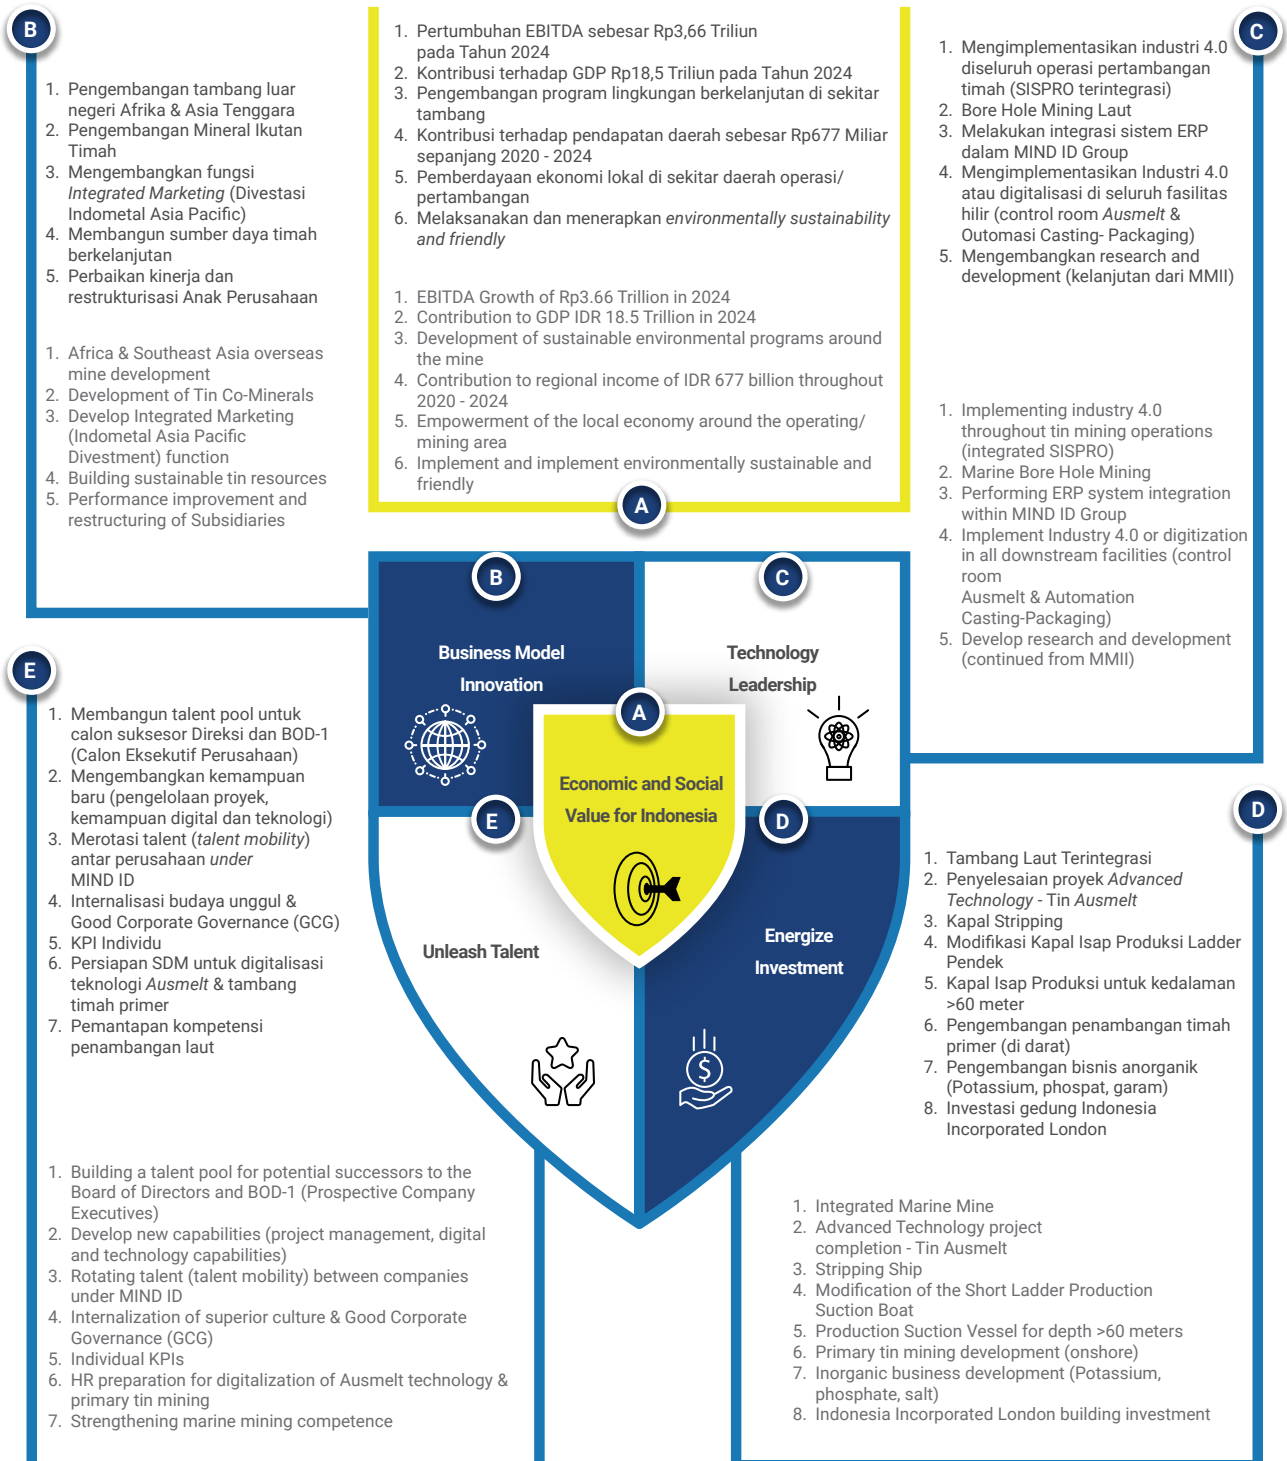 B
1. Pengembangan tambang luar
negeri Afrika & Asia Tenggara
2. Pengembangan Mineral Ikutan
Timah
3. Mengembangkan fungsi
Integrated Marketing (Divestasi
Indometal Asia Pacific)
4. Membangun sumber daya timah
berkelanjutan
5. Perbaikan kinerja dan
restrukturisasi Anak Perusahaan
1. Africa & Southeast Asia overseas
mine development
2. Development of Tin Co-Minerals
3. Develop Integrated Marketing
(Indometal Asia Pacific
Divestment) function
4. Building sustainable tin resources
5. Performance improvement and
restructuring of Subsidiaries
1. Pertumbuhan EBITDA sebesar Rp3,66 Triliun
pada Tahun 2024
2. Kontribusi terhadap GDP Rp18,5 Triliun pada Tahun 2024
3. Pengembangan program lingkungan berkelanjutan di sekitar
tambang
4. Kontribusi terhadap pendapatan daerah sebesar Rp677 Miliar
sepanjang 2020 - 2024
5. Pemberdayaan ekonomi lokal di sekitar daerah operasi/
pertambangan
6. Melaksanakan dan menerapkan environmentally sustainability
and friendly
1. EBITDA Growth of Rp3.66 Trillion in 2024
2. Contribution to GDP IDR 18.5 Trillion in 2024
3. Development of sustainable environmental programs around
the mine
4. Contribution to regional income of IDR 677 billion throughout
2020 - 2024
5. Empowerment of the local economy around the operating/
mining area
6. Implement and implement environmentally sustainable and
friendly
A
C
1. Mengimplementasikan industri 4.0
diseluruh operasi pertambangan
timah (SISPRO terintegrasi)
2. Bore Hole Mining Laut
3. Melakukan integrasi sistem ERP
dalam MIND ID Group
4. Mengimplementasikan Industri 4.0
atau digitalisasi di seluruh fasilitas
hilir (control room Ausmelt &
Outomasi Casting- Packaging)
5. Mengembangkan research and
development (kelanjutan dari MMII)
1. Implementing industry 4.0
throughout tin mining operations
(integrated SISPRO)
2. Marine Bore Hole Mining
3. Performing ERP system integration
within MIND ID Group
4. Implement Industry 4.0 or digitization
in all downstream facilities (control
room
Ausmelt & Automation
Casting-Packaging)
5. Develop research and development
(continued from MMII)
B
Business Model
Innovation
C
Technology
Leadership
A
Economic and Social
Value for Indonesia
E
Unleash Talent
D
Energize
Investment
$
E
1. Membangun talent pool untuk
calon suksesor Direksi dan BOD-1
(Calon Eksekutif Perusahaan)
2. Mengembangkan kemampuan
baru (pengelolaan proyek,
kemampuan digital dan teknologi)
3. Merotasi talent (talent mobility)
antar perusahaan under
MIND ID
4. Internalisasi budaya unggul &
Good Corporate Governance (GCG)
5. KPI Individu
6. Persiapan SDM untuk digitalisasi
teknologi Ausmelt & tambang
timah primer
7. Pemantapan kompetensi
penambangan laut
1. Building a talent pool for potential successors to the
Board of Directors and BOD-1 (Prospective Company
Executives)
2. Develop new capabilities (project management, digital
and technology capabilities)
3. Rotating talent (talent mobility) between companies
under MIND ID
4. Internalization of superior culture & Good Corporate
Governance (GCG)
5. Individual KPIs
6. HR preparation for digitalization of Ausmelt technology &
primary tin mining
7. Strengthening marine mining competence
D
1. Tambang Laut Terintegrasi
2. Penyelesaian proyek Advanced
Technology - Tin Ausmelt
3. Kapal Stripping
4. Modifikasi Kapal Isap Produksi Ladder
Pendek
5. Kapal Isap Produksi untuk kedalaman
>60 meter
6. Pengembangan penambangan timah
primer (di darat)
7. Pengembangan bisnis anorganik
(Potassium, phospat, garam)
8. Investasi gedung Indonesia
Incorporated London
1. Integrated Marine Mine
2. Advanced Technology project
completion - Tin Ausmelt
3. Stripping Ship
4. Modification of the Short Ladder Production
Suction Boat
5. Production Suction Vessel for depth >60 meters
6. Primary tin mining development (onshore)
7. Inorganic business development (Potassium,
phosphate, salt)
8. Indonesia Incorporated London building investment